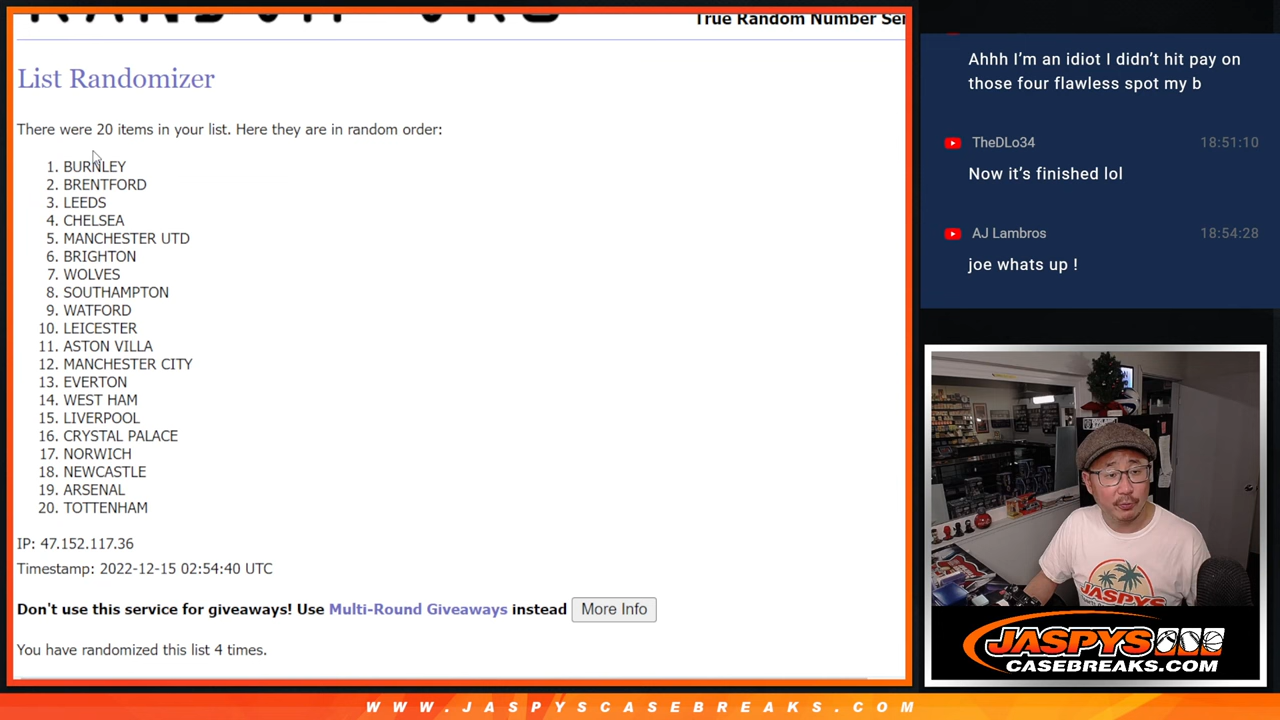 True Random Number Ser
List Randomizer
There were 20 items in your list. Here they are in random order:
1. BURNLEY
2. BRENTFORD
3. LEEDS
4. CHELSEA
5. MANCHESTER UTD
6. BRIGHTON
7. WOLVES
8. SOUTHAMPTON
9. WATFORD
10. LEICESTER
11. ASTON VILLA
12. MANCHESTER CITY
13. EVERTON
14. WEST HAM
15. LIVERPOOL
16. CRYSTAL PALACE
17. NORWICH
18. NEWCASTLE
19. ARSENAL
20. TOTTENHAM
IP: 47.152.117.36
Timestamp: 2022-12-15 02:54:40 UTC
Don't use this service for giveaways! Use Multi-Round Giveaways instead More Info
You have randomized this list 4 times.
Ahhh I'm an idiot I didn't hit pay on
those four flawless spot my b
TheDLo34 18:51:10
Now it's finished lol
AJ Lambros 18:54:28
joe whats up !
JASPYS
JASPYS
CASEBREAKS.COM
WWW.JASPYSCASEBREAKS.COM